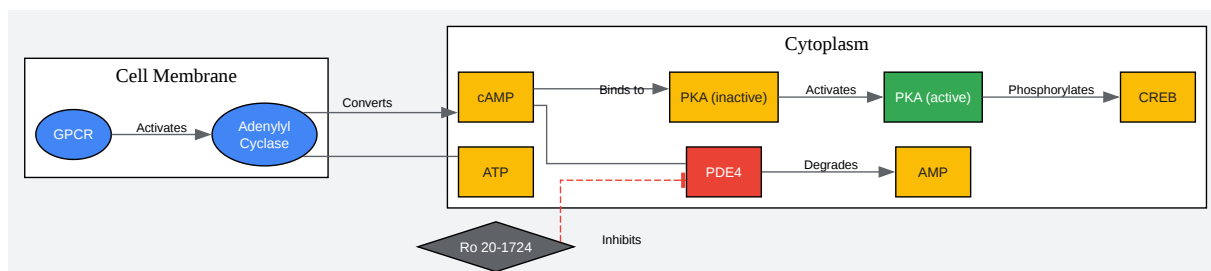 Cell Membrane
GPCR
Activates
Adenylyl
Cyclase
Converts
Cytoplasm
cAMP
Binds to
PKA (inactive)
Activates
PKA (active)
Phosphorylates
CREB
ATP
PDE4
Degrades
AMP
Ro 20-1724
Inhibits